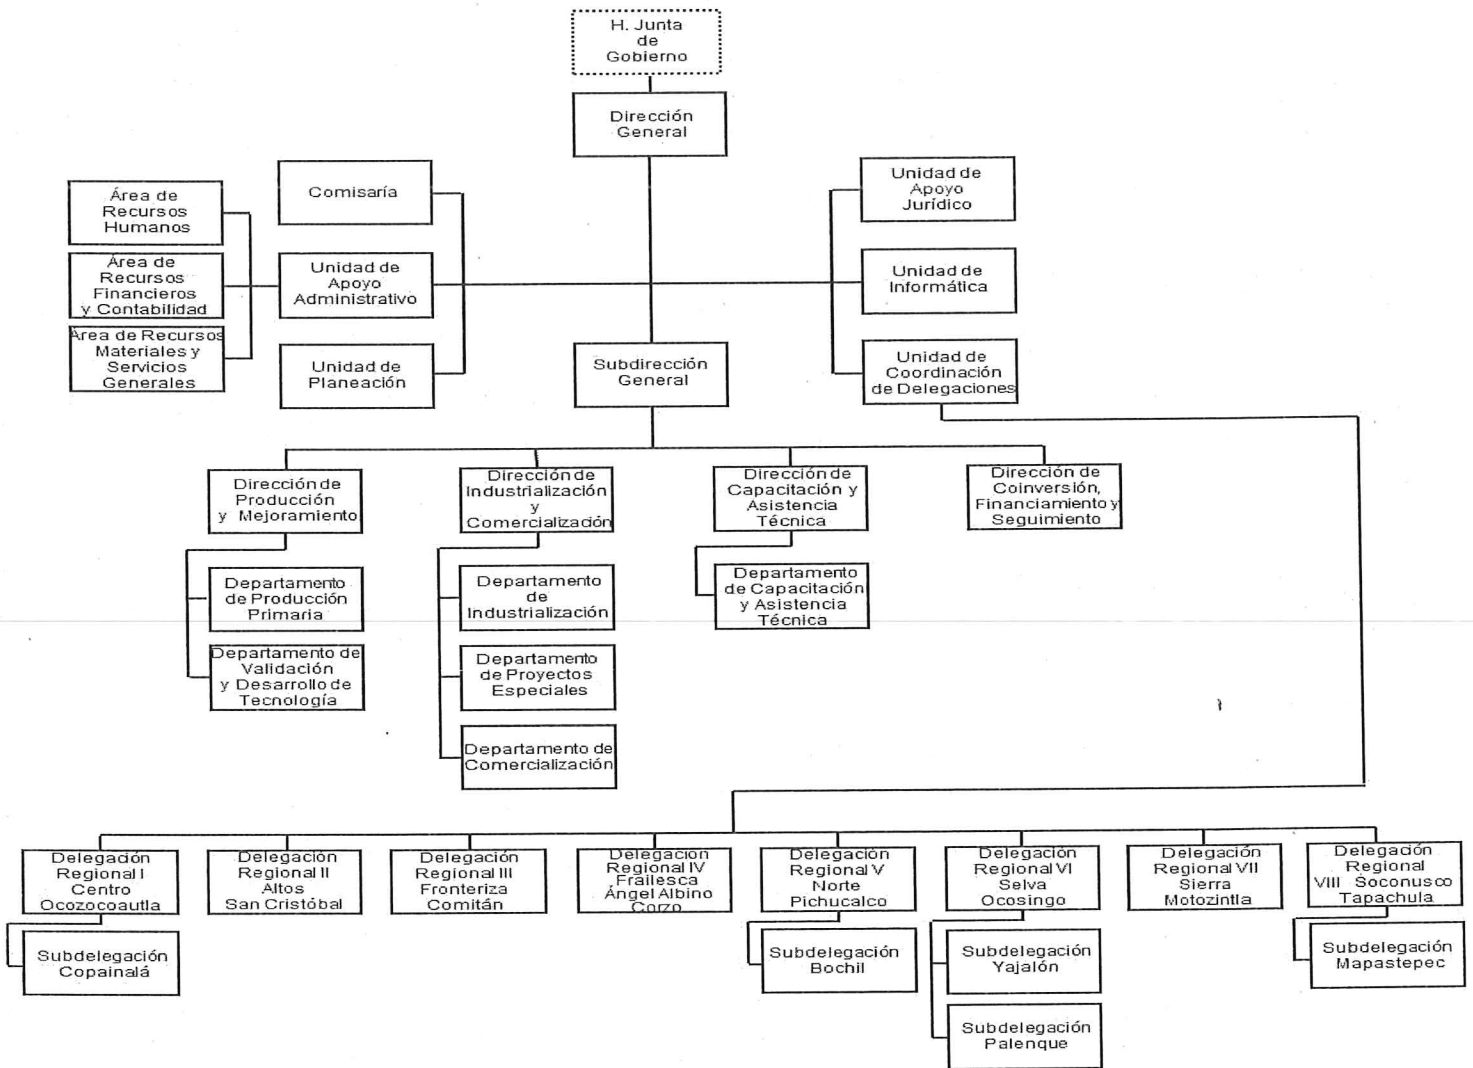 H. Junta
de
Gobierno
Dirección
General
Comisaría
Unidad de
Apoyo
Administrativo
Unidad de
Planeación
Área de
Recursos
Humanos
Área de
Recursos
Financieros
y Contabilidad
Área de Recursos
Materiales y
Servicios
Generales
Unidad de
Apoyo
Jurídico
Unidad de
Informática
Unidad de
Coordinación
de Delegaciones
Subdirección
General
Dirección de
Producción
y Mejoramiento
Departamento
de Producción
Primaria
Departamento de
Validación
y Desarrollo de
Tecnología
Dirección de
Industrialización
y
Comercialización
Departamento
de
Industrialización
Departamento
de Proyectos
Especiales
Departamento de
Comercialización
Dirección de
Capacitación y
Asistencia
Técnica
Departamento
de Capacitación
y Asistencia
Técnica
Dirección de
Coinversión,
Financiamiento y
Seguimiento
Delegación
Regional I
Centro
Ocozocoautla
Subdelegación
Copainalá
Delegación
Regional II
Altos
San Cristóbal
Delegación
Regional III
Fronteriza
Comitán
Delegación
Regional IV
Frailesca
Ángel Albino
Corzo
Delegación
Regional V
Norte
Pichucalco
Subdelegación
Bochil
Delegación
Regional VI
Selva
Ocosingo
Subdelegación
Yajalón
Subdelegación
Palenque
Delegación
Regional VII
Sierra
Motozintla
Delegación
Regional
VIII Soconusco
Tapachula
Subdelegación
Mapastepec